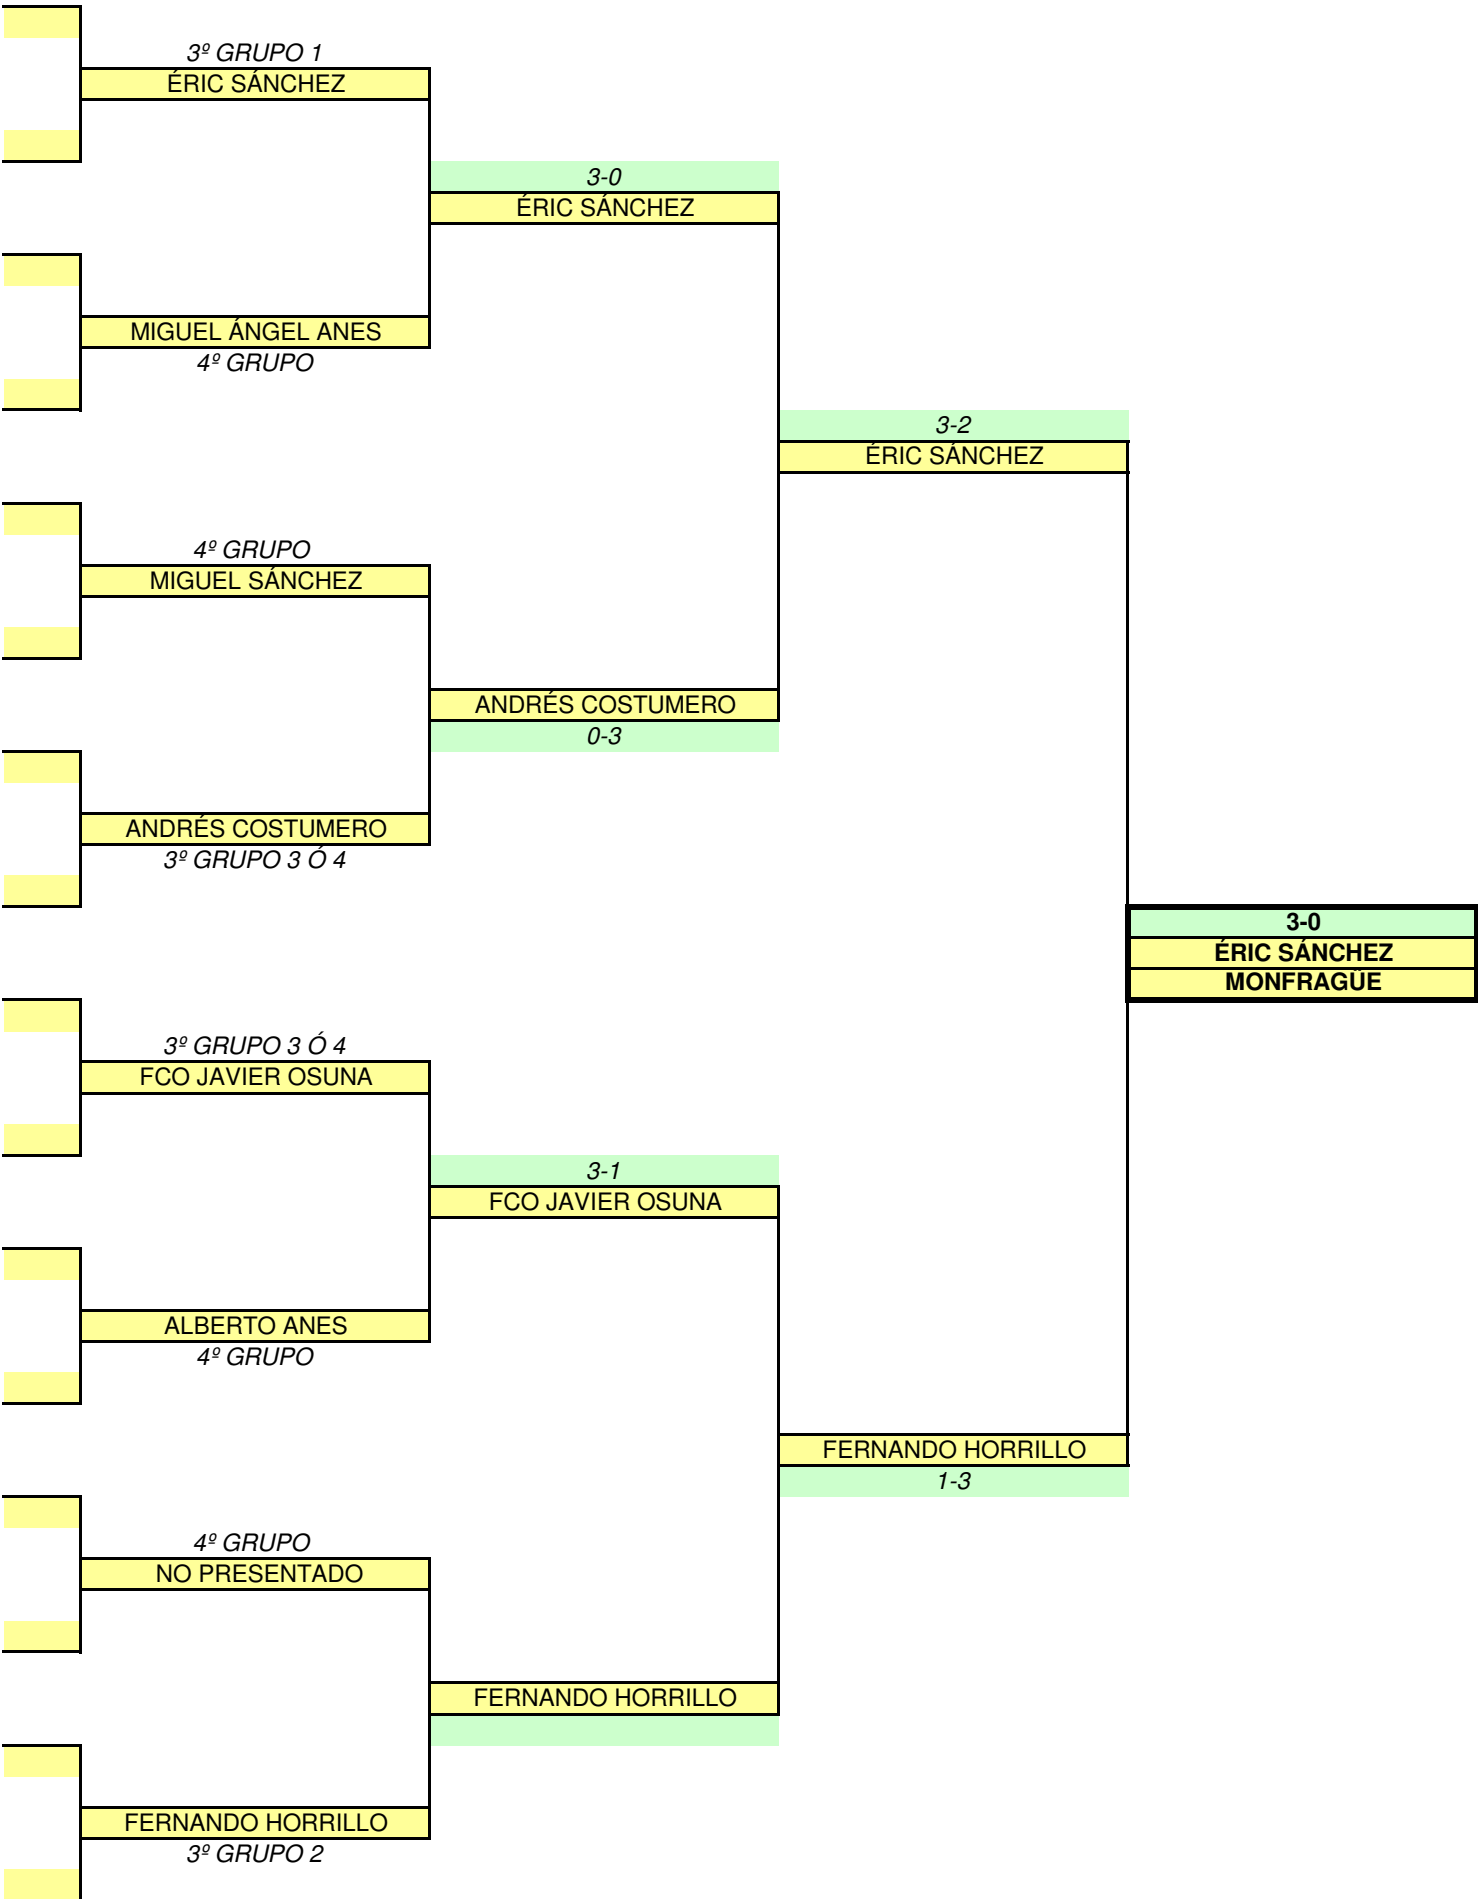 3º GRUPO 1
ÉRIC SÁNCHEZ
3-0
ÉRIC SÁNCHEZ
MIGUEL ÁNGEL ANES
4º GRUPO
3-2
ÉRIC SÁNCHEZ
4º GRUPO
MIGUEL SÁNCHEZ
ANDRÉS COSTUMERO
0-3
ANDRÉS COSTUMERO
3º GRUPO 3 Ó 4
3-0
ÉRIC SÁNCHEZ
MONFRAGÜE
3º GRUPO 3 Ó 4
FCO JAVIER OSUNA
3-1
FCO JAVIER OSUNA
ALBERTO ANES
4º GRUPO
FERNANDO HORRILLO
1-3
4º GRUPO
NO PRESENTADO
FERNANDO HORRILLO
FERNANDO HORRILLO
3º GRUPO 2